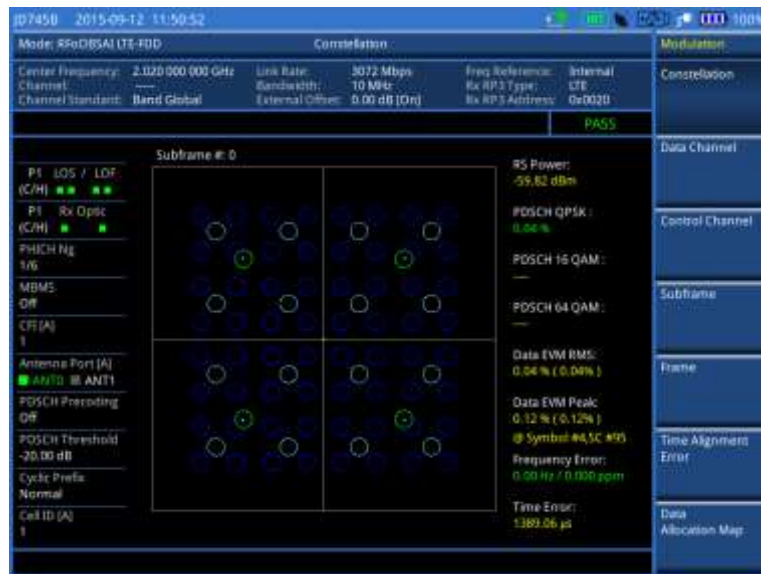 JD745B 2015-09-12 11:50:52
100%
Mode: RFoOBSAI LTE-FDD
Constellation
Modulation
Center Frequency: 2.020 000 000 GHz
Link Rate: 3072 Mbps
Freq Reference: Internal
Channel: ----
Bandwidth: 10 MHz
Rx RP3 Type: LTE
Channel Standard: Band Global
External Offset: 0.00 dB [On]
Rx RP3 Address: 0x0020
PASS
Subframe #: 0
P1 LOS / LOF
(C/H)
P1 Rx Optic
(C/H)
PHICH Ng
1/6
MBMS
Off
CFI [A]
1
Antenna Port [A]
ANT0 ANT1
PDSCH Precoding
Off
PDSCH Threshold
-20.00 dB
Cyclic Prefix
Normal
Cell ID [A]
1
RS Power:
-59.82 dBm
PDSCH QPSK :
0.04 %
PDSCH 16 QAM :
----
PDSCH 64 QAM :
----
Data EVM RMS:
0.04 % ( 0.04% )
Data EVM Peak:
0.12 % ( 0.12% )
@ Symbol #4,SC #95
Frequency Error:
0.00 Hz / 0.000 ppm
Time Error:
1389.06 µs
Constellation
Data Channel
Control Channel
Subframe
Frame
Time Alignment
Error
Data
Allocation Map